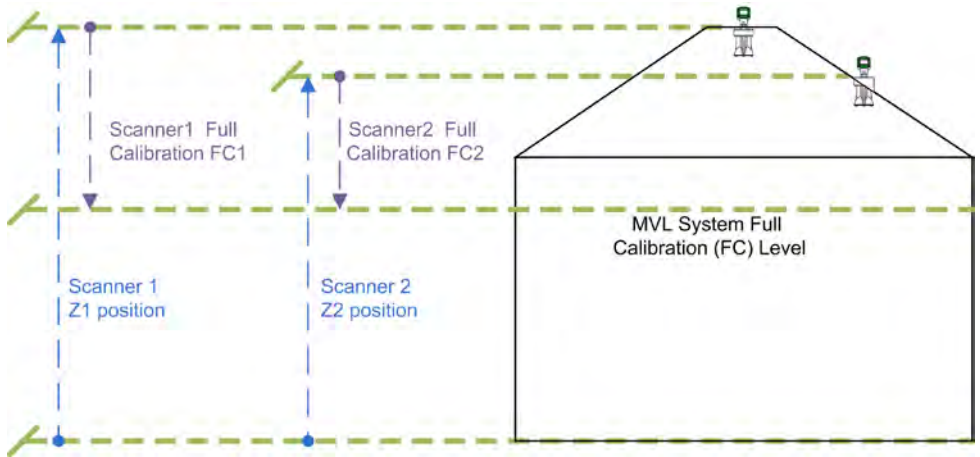 Scanner1 Full
Calibration FC1
Scanner2 Full
Calibration FC2
MVL System Full
Calibration (FC) Level
Scanner 1
Z1 position
Scanner 2
Z2 position